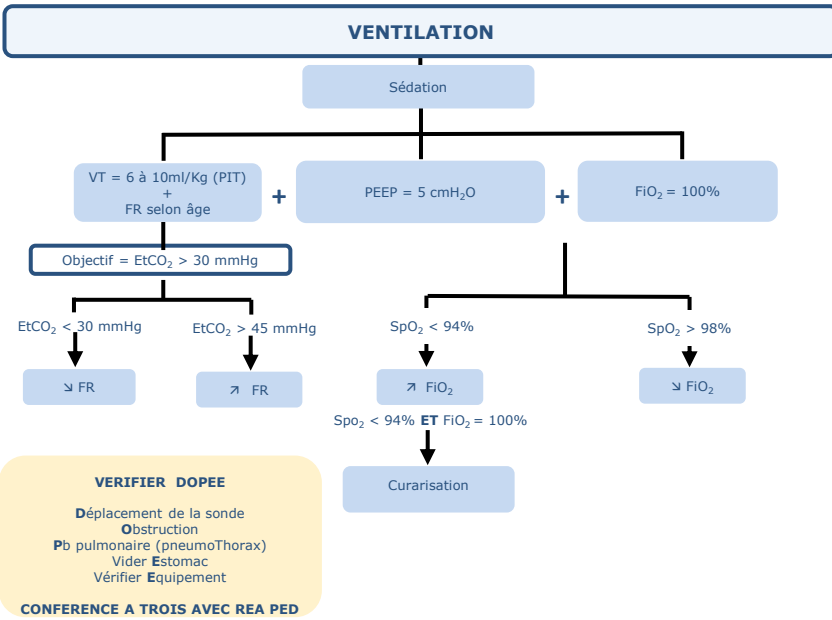 VENTILATION
Sédation
VT = 6 à 10ml/Kg (PIT)
+
FR selon âge
+
PEEP = 5 cmH₂O
+
FiO₂ = 100%
Objectif = EtCO₂ > 30 mmHg
EtCO₂ < 30 mmHg
EtCO₂ > 45 mmHg
SpO₂ < 94%
SpO₂ > 98%
↘ FR
↗ FR
↗ FiO₂
↘ FiO₂
Spo₂ < 94% ET FiO₂ = 100%
Curarisation
VERIFIER DOPEE
Déplacement de la sonde
Obstruction
Pb pulmonaire (pneumoThorax)
Vider Estomac
Vérifier Equipement
CONFERENCE A TROIS AVEC REA PED